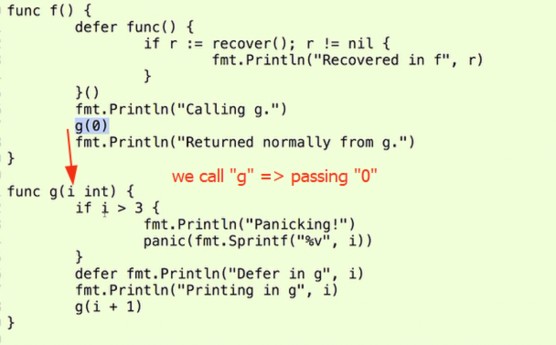 func f() {
        defer func() {
                if r := recover(); r != nil {
                        fmt.Println("Recovered in f", r)
                }
        }()
        fmt.Println("Calling g.")
        g(0)
        fmt.Println("Returned normally from g.")
}
we call "g" => passing "0"
func g(i int) {
        if i > 3 {
                fmt.Println("Panicking!")
                panic(fmt.Sprintf("%v", i))
        }
        defer fmt.Println("Defer in g", i)
        fmt.Println("Printing in g", i)
        g(i + 1)
}